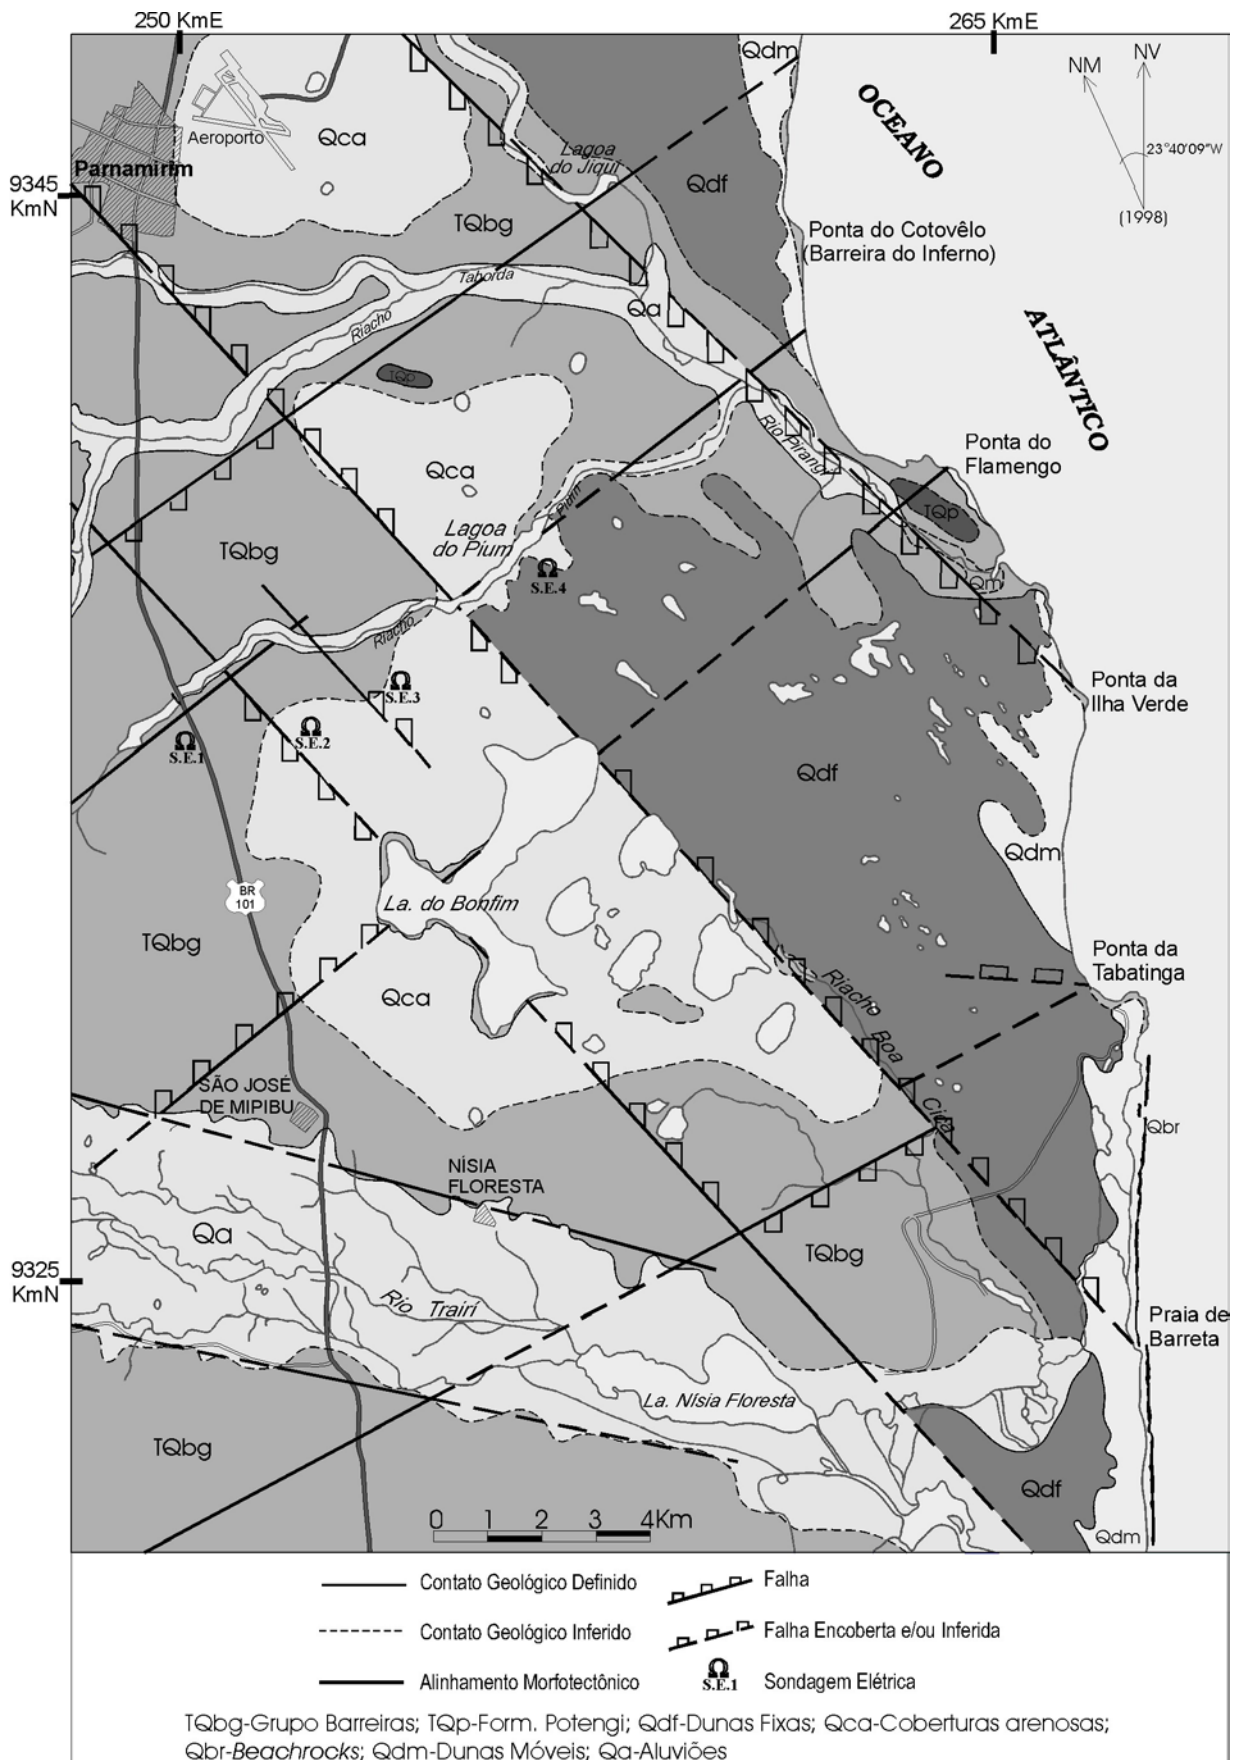 250 KmE
265 KmE
Qdm
NM
NV
OCEANO
Aeroporto
Qca
Lagoa
do Jiquí
23°40'09"W
Parnamirim
Qdf
9345
KmN
TQbg
(1998)
Ponta do Cotovêlo
(Barreira do Inferno)
Taborda
Riacho
Qa
ATLÂNTICO
TQp
Rio Pirangi
Ponta do
Flamengo
Qca
Pium
TQp
Lagoa
do Pium
TQbg
S.E.4
Qm
Riacho
S.E.3
Ponta da
Ilha Verde
S.E.2
S.E.1
Qdf
Qdm
BR
101
La. do Bonfim
TQbg
Ponta da
Tabatinga
Riacho
Boa
Cica
Qca
SÃO JOSÉ
DE MIPIBU
Qbr
NÍSIA
FLORESTA
Qa
TQbg
9325
KmN
Rio Trairí
Praia de
Barreta
La. Nísia Floresta
TQbg
Qdf
0 1 2 3 4Km
Qdm
Contato Geológico Definido
Falha
Contato Geológico Inferido
Falha Encoberta e/ou Inferida
Alinhamento Morfotectônico
S.E.1
Sondagem Elétrica
TQbg-Grupo Barreiras; TQp-Form. Potengi; Qdf-Dunas Fixas; Qca-Coberturas arenosas;
Qbr-Beachrocks; Qdm-Dunas Móveis; Qa-Aluviões